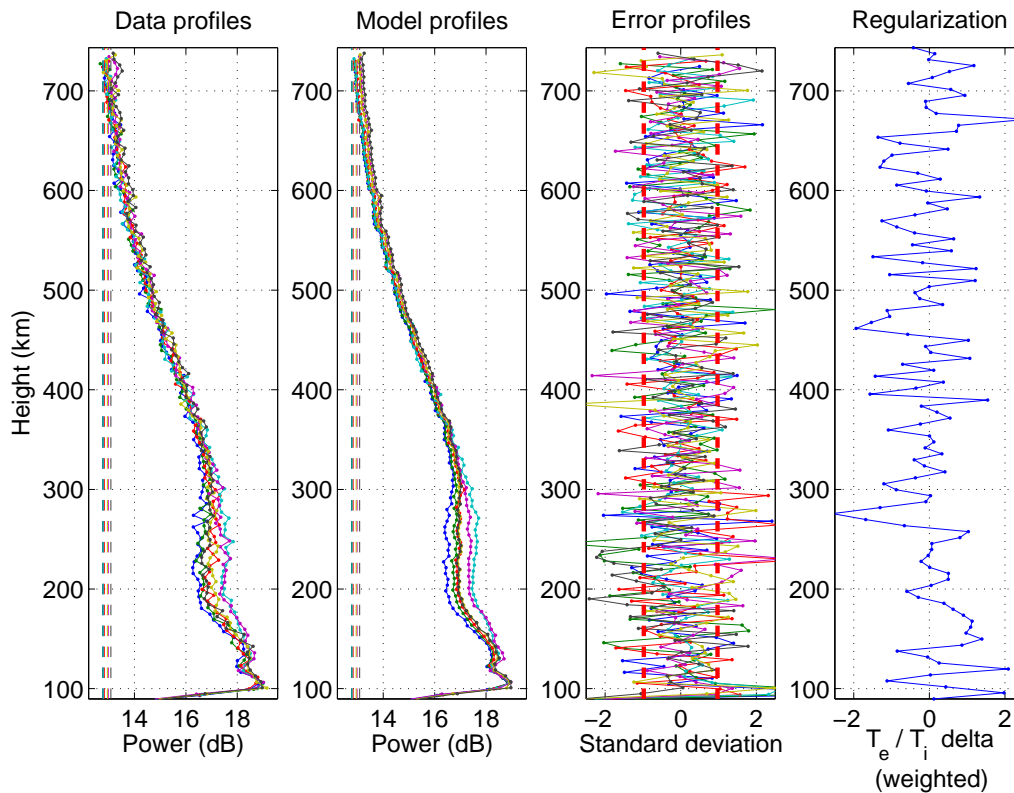 Data profiles
Model profiles
Error profiles
Regularization
Height (km)
700
600
500
400
300
200
100
14 16 18
Power (dB)
700
600
500
400
300
200
100
14 16 18
Power (dB)
700
600
500
400
300
200
100
−2 0 2
Standard deviation
700
600
500
400
300
200
100
−2 0 2
T_e / T_i delta
(weighted)